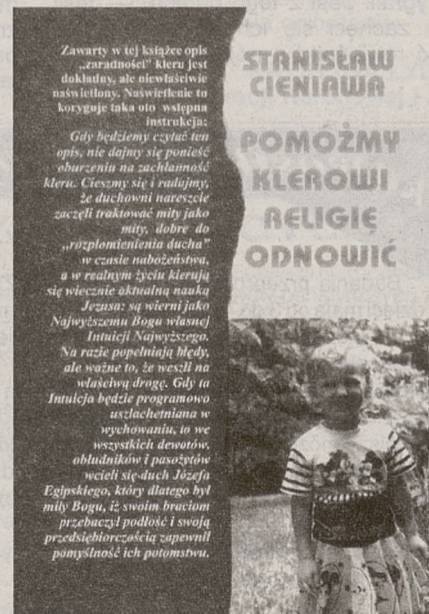 Zawarty w tej książce opis
„zaradności” kleru jest
dokładny, ale niewłaściwie
naświetlony. Naświetlenie to
koryguje taka oto wstępna
instrukcja:
Gdy będziemy czytać ten
opis, nie dajmy się ponieść
oburzeniu na zachłanność
kleru. Cieszmy się i radujmy,
że duchowni nareszcie
zaczęli traktować mity jako
mity, dobre do
„rozpłomienienia ducha”
w czasie nabożeństwa,
a w realnym życiu kierują
się wiecznie aktualną nauką
Jezusa: są wierni jako
Najwyższemu Bogu własnej
Intuicji Najwyższego.
Na razie popełniają błędy,
ale ważne to, że weszli na
właściwą drogę. Gdy ta
Intuicja będzie programowo
uszlachetniana w
wychowaniu, to we
wszystkich dewotów,
obłudników i pasożytów
wcieli się duch Józefa
Egipskiego, który dlatego był
miły Bogu, iż swoim braciom
przebaczył podłość i swoją
przedsiębiorczością zapewnił
pomyślność ich potomstwu.
STANISŁAW
CIENIAWA
POMÓŻMY
KLEROWI
RELIGIĘ
ODNOWIĆ